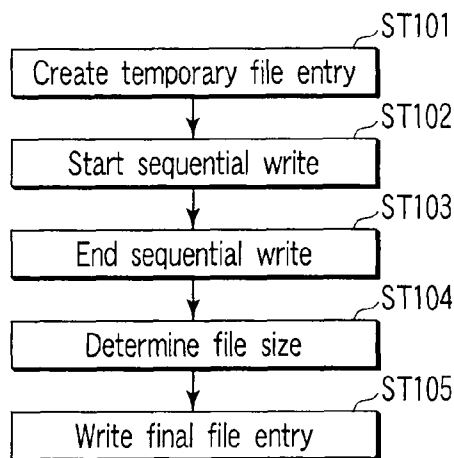 ST101
Create temporary file entry
ST102
Start sequential write
ST103
End sequential write
ST104
Determine file size
ST105
Write final file entry